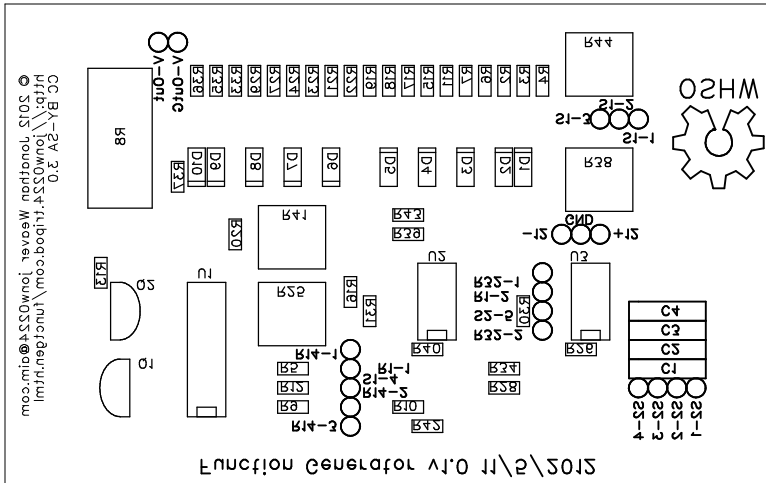 V-Out
V-OutG
R36
R35
R33
R29
R27
R24
R23
R21
R22
R19
R18
R17
R15
R11
R7
R6
R2
R3
R4
R44
S1-2
S1-3
S1-1
OSHW
CC BY-SA 3.0
http://jonw0224.tripod.com/functgen.html
© 2012 Jonathan Weaver jonw0224@aim.com
R8
R37
D10
D9
D8
D7
D6
D5
D4
D3
D2
D1
R38
R41
R43
R39
R20
GND
-12
+12
R13
Q2
U1
R25
R16
R31
U2
R32-1
R1-2
S2-5
R32-2
R30
U3
C4
C3
C2
C1
R14-1
R40
R26
Q1
R5
R1-1
S1-4
R34
R12
R14-2
R28
R9
R10
R14-3
R42
S2-4
S2-3
S2-2
S2-1
Function Generator v1.0 11/5/2012